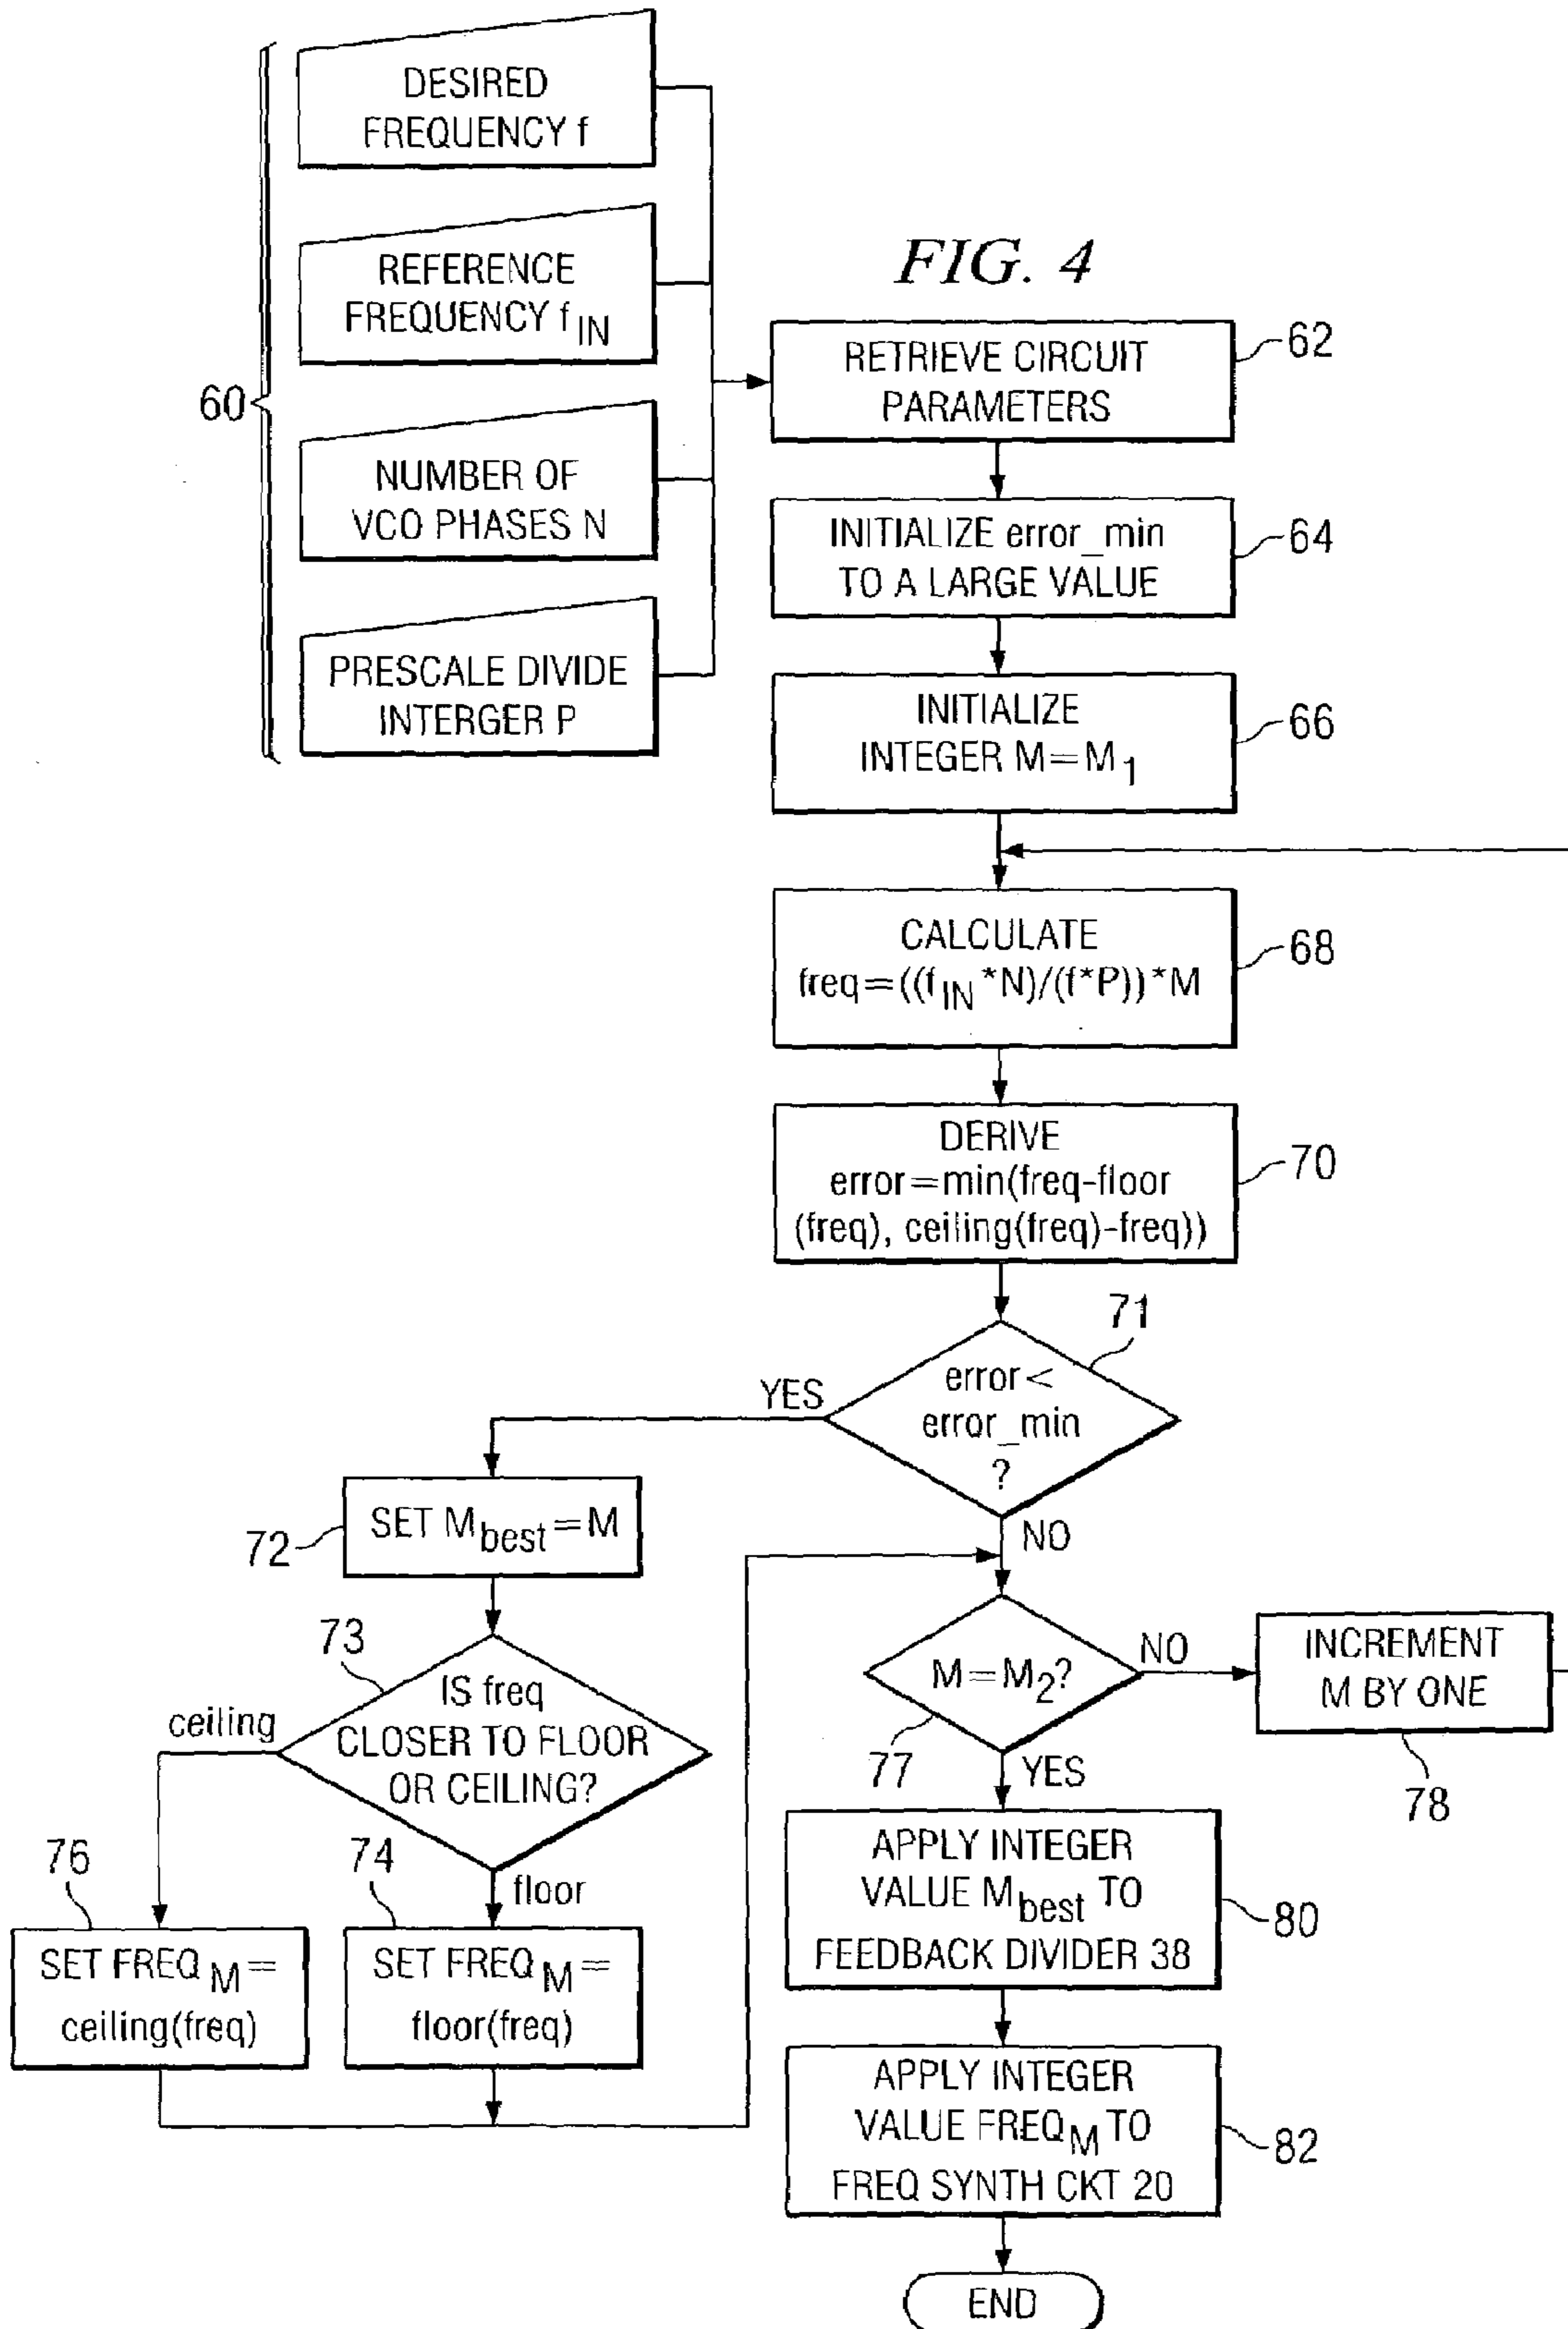 FIG. 4
60
DESIRED
FREQUENCY f
REFERENCE
FREQUENCY fIN
NUMBER OF
VCO PHASES N
PRESCALE DIVIDE
INTERGER P
RETRIEVE CIRCUIT
PARAMETERS
62
INITIALIZE error_min
TO A LARGE VALUE
64
INITIALIZE
INTEGER M=M1
66
CALCULATE
freq=((fIN*N)/(f*P))*M
68
DERIVE
error=min(freq-floor
(freq), ceiling(freq)-freq))
70
71
error<
error_min
?
YES
NO
SET Mbest=M
72
73
IS freq
CLOSER TO FLOOR
OR CEILING?
ceiling
floor
76
SET FREQM=
ceiling(freq)
74
SET FREQM=
floor(freq)
M=M2?
77
NO
YES
INCREMENT
M BY ONE
78
APPLY INTEGER
VALUE Mbest TO
FEEDBACK DIVIDER 38
80
APPLY INTEGER
VALUE FREQM TO
FREQ SYNTH CKT 20
82
END